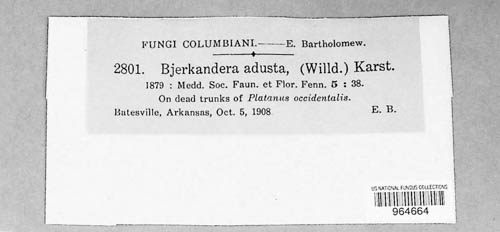 FUNGI COLUMBIANI.——E. Bartholomew.
2801. Bjerkandera adusta, (Willd.) Karst.
1879 : Medd. Soc. Faun. et Flor. Fenn. 5 : 38.
On dead trunks of Platanus occidentalis.
Batesville, Arkansas, Oct. 5, 1908 E. B.
US NATIONAL FUNGUS COLLECTIONS
964664